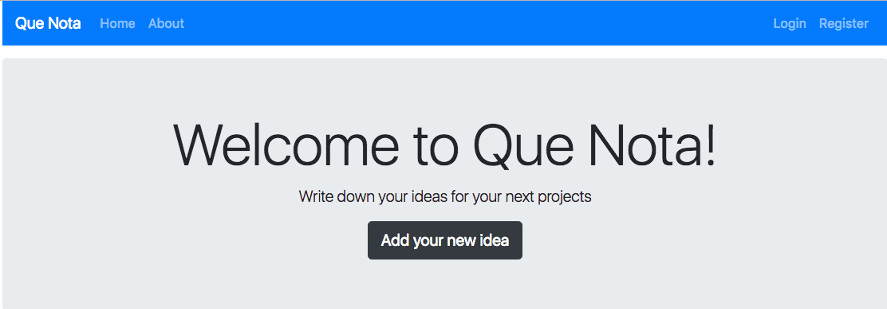 Que Nota Home About Login Register
Welcome to Que Nota!
Write down your ideas for your next projects
Add your new idea